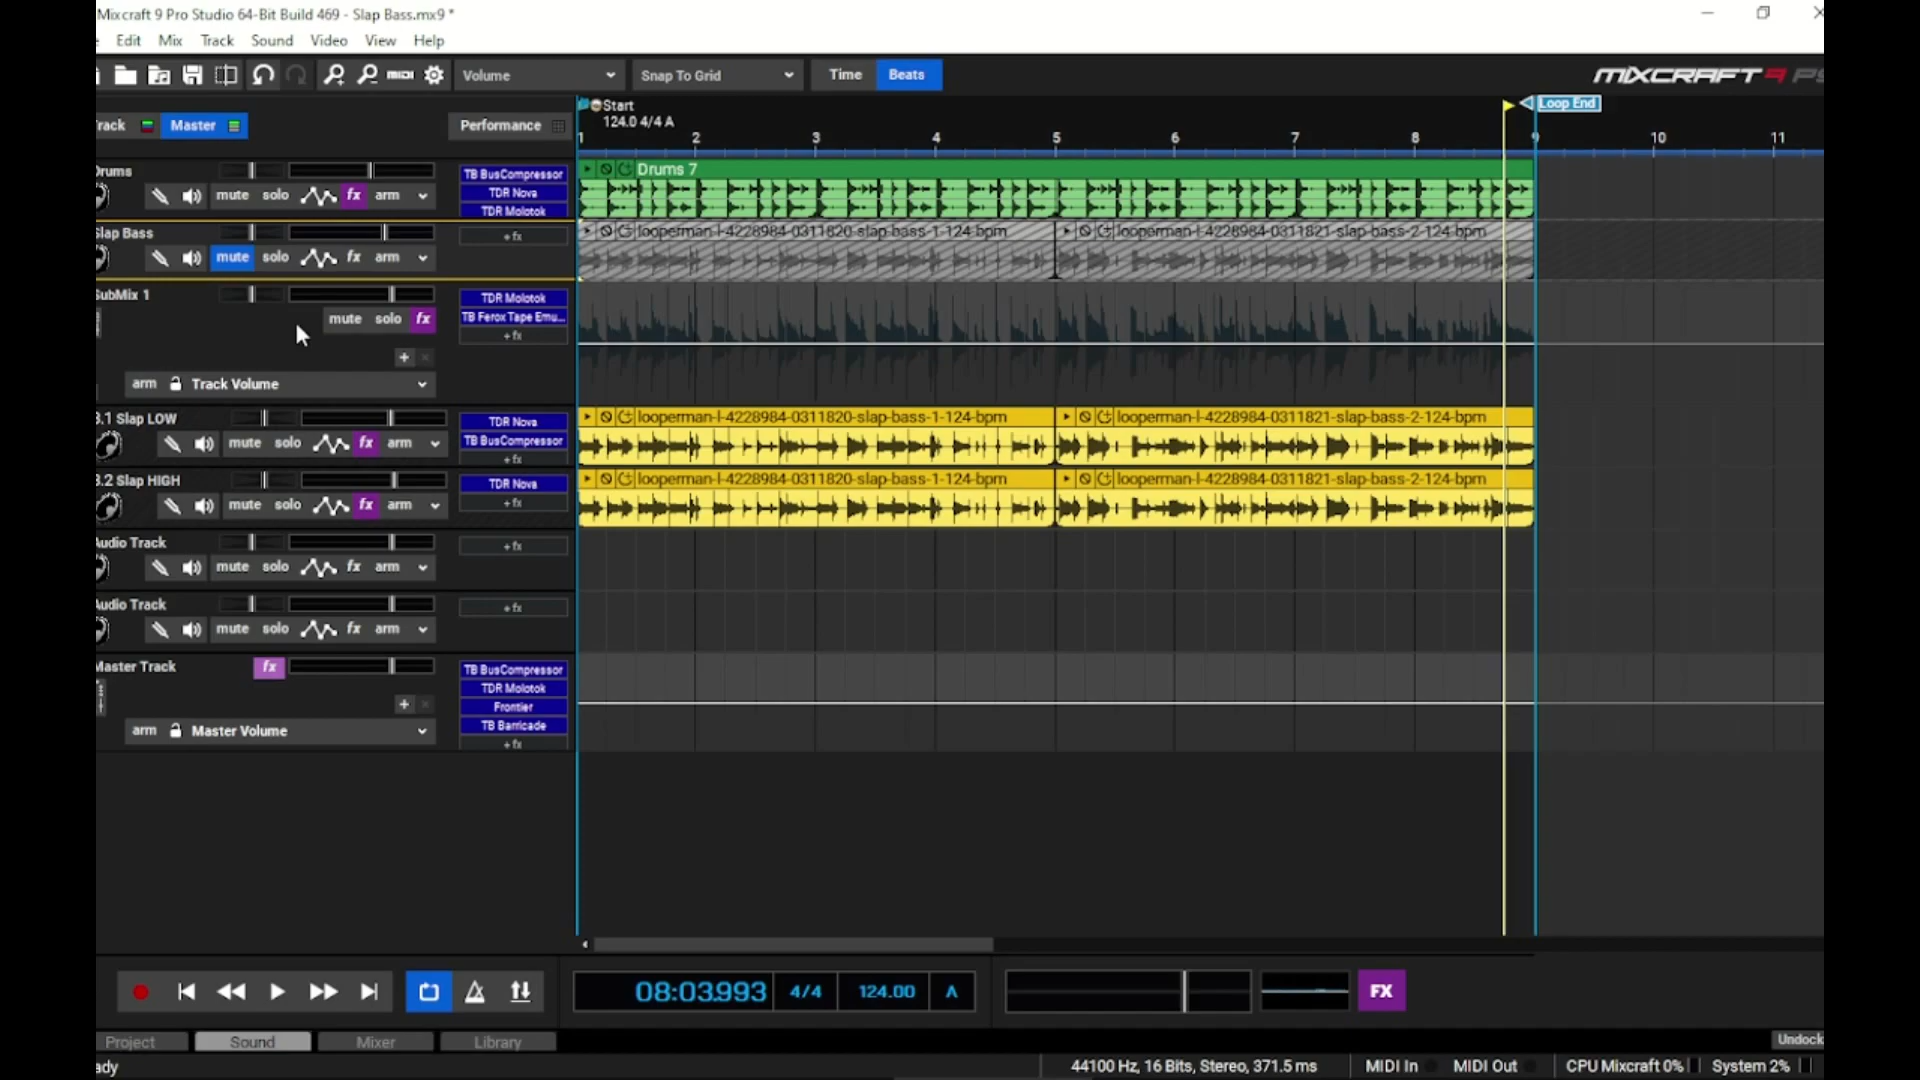 Mixcraft 9 Pro Studio 64-Bit Build 469 - Slap Bass.mx9 *
Edit Mix Track Sound Video View Help
MIDI Volume Snap To Grid Time Beats MIXCRAFT 9 PS
rack Master Performance
Start
124.0 4/4 A
Loop End
1 2 3 4 5 6 7 8 9 10 11
Drums
mute solo fx arm
TB BusCompressor
TDR Nova
TDR Molotok
Drums 7
Slap Bass
mute solo fx arm
+fx
looperman-l-4228984-0311820-slap-bass-1-124-bpm
looperman-l-4228984-0311821-slap-bass-2-124-bpm
SubMix 1
mute solo fx
+ ×
arm Track Volume
TDR Molotok
TB Ferox Tape Emu...
+fx
3.1 Slap LOW
mute solo fx arm
TDR Nova
TB BusCompressor
+fx
looperman-l-4228984-0311820-slap-bass-1-124-bpm
looperman-l-4228984-0311821-slap-bass-2-124-bpm
3.2 Slap HIGH
mute solo fx arm
TDR Nova
+fx
looperman-l-4228984-0311820-slap-bass-1-124-bpm
looperman-l-4228984-0311821-slap-bass-2-124-bpm
Audio Track
mute solo fx arm
+fx
Audio Track
mute solo fx arm
+fx
Master Track fx
+ ×
arm Master Volume
TB BusCompressor
TDR Molotok
Frontier
TB Barricade
+fx
08:03.993 4/4 124.00 A FX
Project Sound Mixer Library Undock
ady 44100 Hz, 16 Bits, Stereo, 371.5 ms MIDI In MIDI Out CPU Mixcraft 0% System 2%